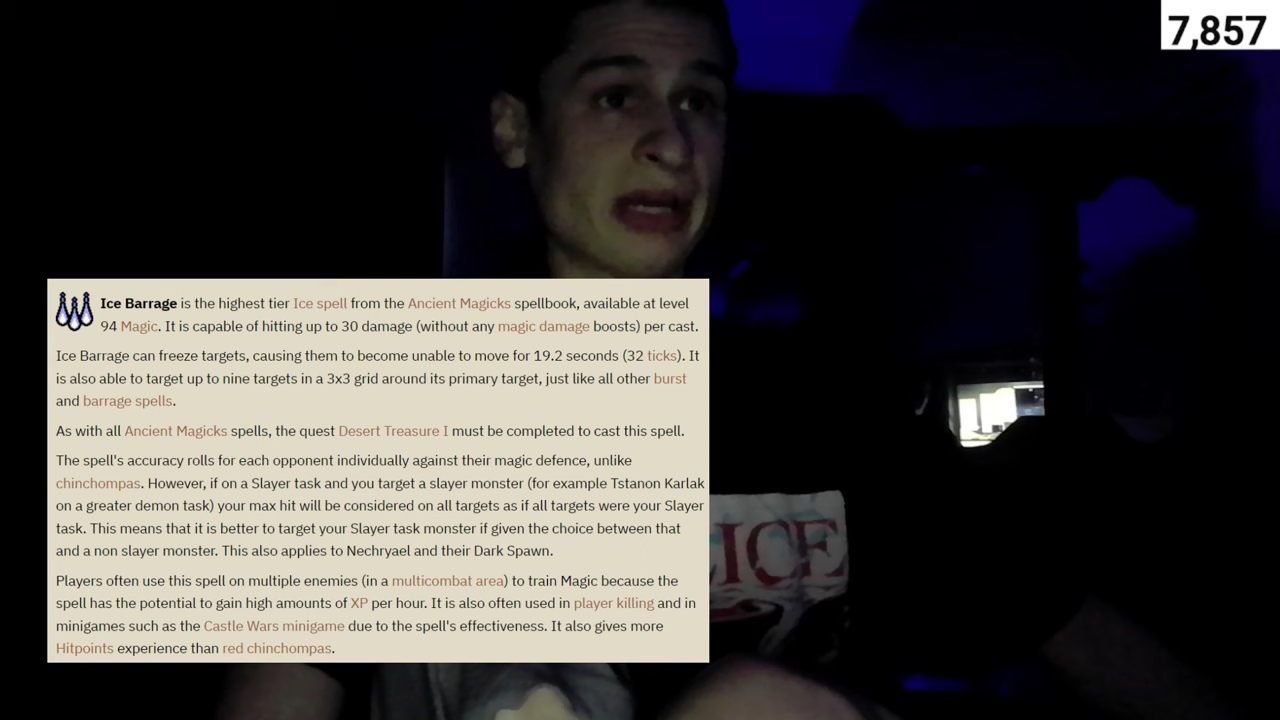 7,857
Ice Barrage is the highest tier Ice spell from the Ancient Magicks spellbook, available at level
94 Magic. It is capable of hitting up to 30 damage (without any magic damage boosts) per cast.
Ice Barrage can freeze targets, causing them to become unable to move for 19.2 seconds (32 ticks). It
is also able to target up to nine targets in a 3x3 grid around its primary target, just like all other burst
and barrage spells.
As with all Ancient Magicks spells, the quest Desert Treasure I must be completed to cast this spell.
The spell's accuracy rolls for each opponent individually against their magic defence, unlike
chinchompas. However, if on a Slayer task and you target a slayer monster (for example Tstanon Karlak
on a greater demon task) your max hit will be considered on all targets as if all targets were your Slayer
task. This means that it is better to target your Slayer task monster if given the choice between that
and a non slayer monster. This also applies to Nechryael and their Dark Spawn.
Players often use this spell on multiple enemies (in a multicombat area) to train Magic because the
spell has the potential to gain high amounts of XP per hour. It is also often used in player killing and in
minigames such as the Castle Wars minigame due to the spell's effectiveness. It also gives more
Hitpoints experience than red chinchompas.
ICE